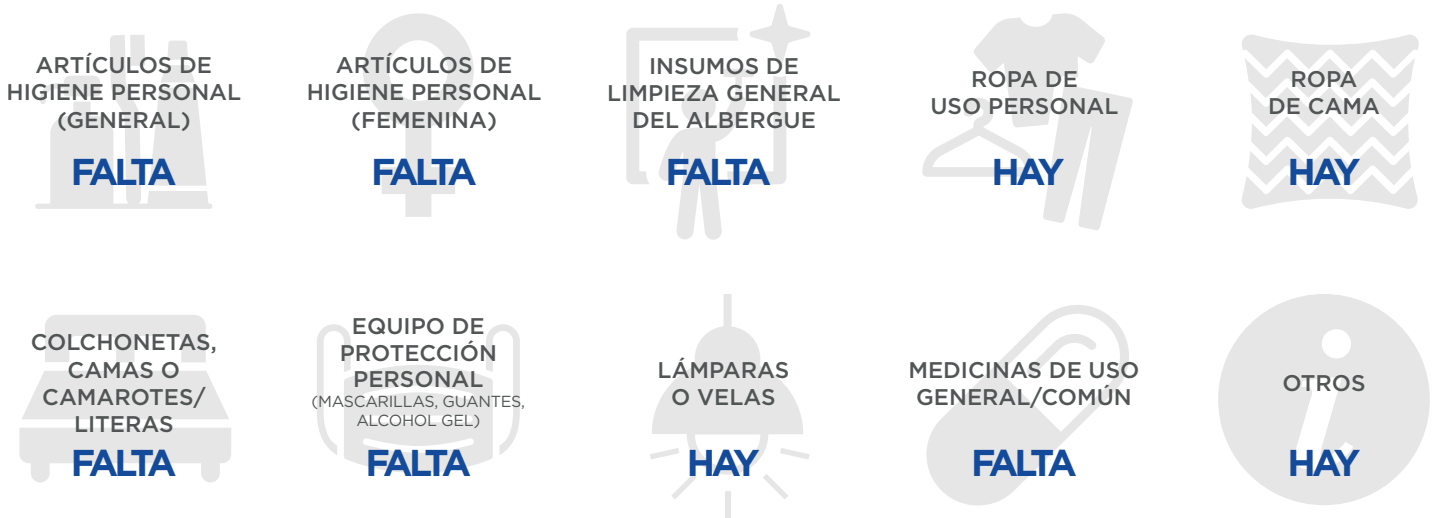 ARTÍCULOS DE
HIGIENE PERSONAL
(GENERAL)
FALTA
ARTÍCULOS DE
HIGIENE PERSONAL
(FEMENINA)
FALTA
INSUMOS DE
LIMPIEZA GENERAL
DEL ALBERGUE
FALTA
ROPA DE
USO PERSONAL
HAY
ROPA
DE CAMA
HAY
COLCHONETAS,
CAMAS O
CAMAROTES/
LITERAS
FALTA
EQUIPO DE
PROTECCIÓN
PERSONAL
(MASCARILLAS, GUANTES,
ALCOHOL GEL)
FALTA
LÁMPARAS
O VELAS
HAY
MEDICINAS DE USO
GENERAL/COMÚN
FALTA
OTROS
HAY